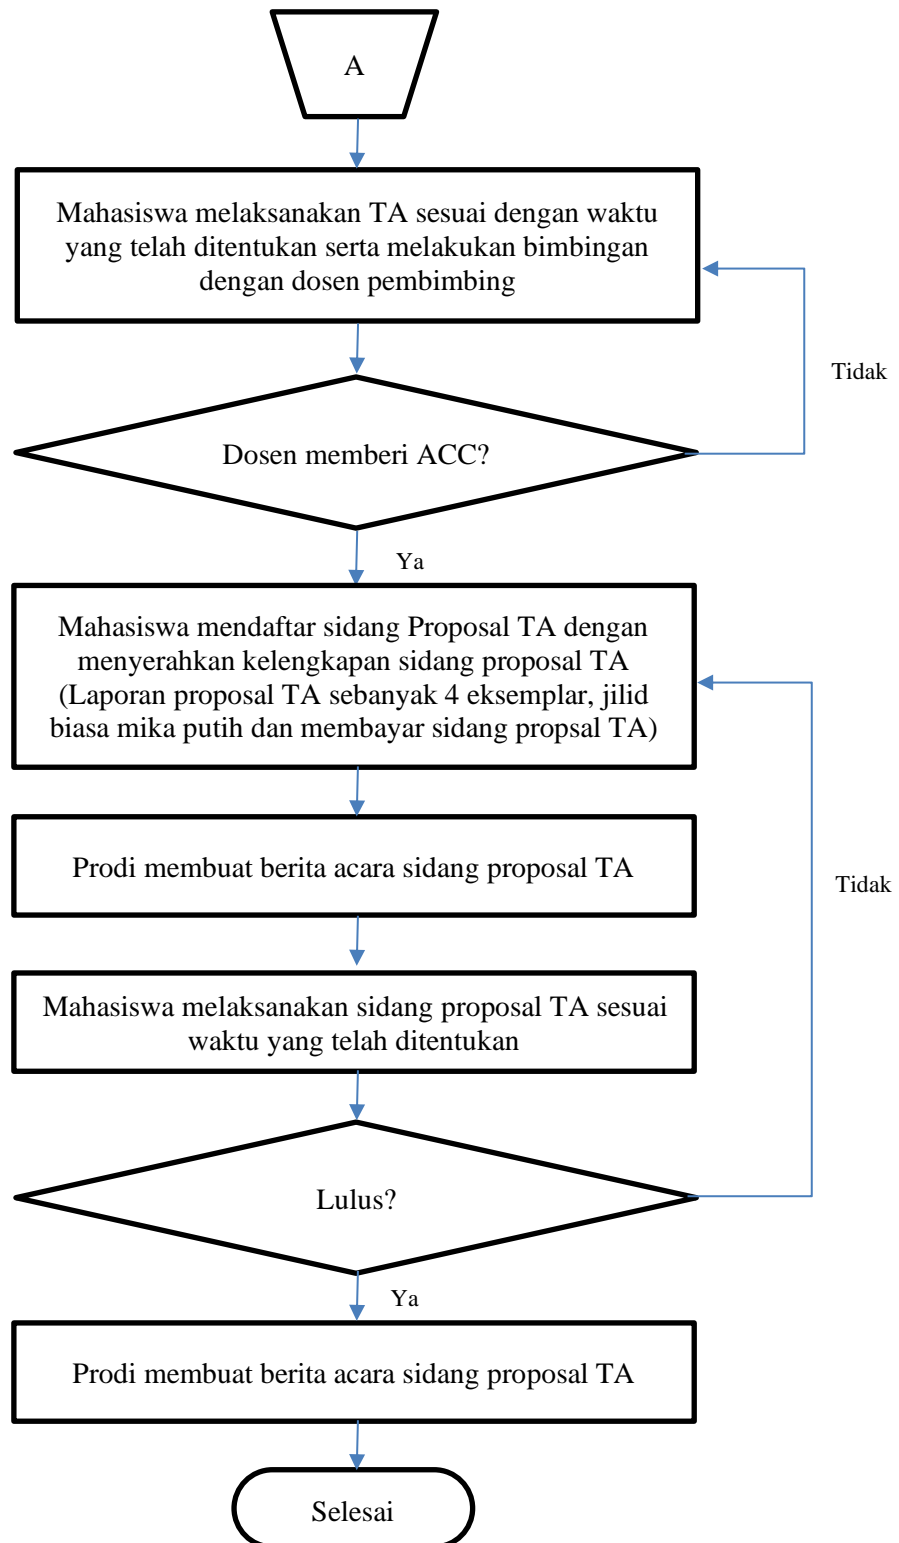 A
Mahasiswa melaksanakan TA sesuai dengan waktu
yang telah ditentukan serta melakukan bimbingan
dengan dosen pembimbing
Tidak
Dosen memberi ACC?
Ya
Mahasiswa mendaftar sidang Proposal TA dengan
menyerahkan kelengkapan sidang proposal TA
(Laporan proposal TA sebanyak 4 eksemplar, jilid
biasa mika putih dan membayar sidang propsal TA)
Prodi membuat berita acara sidang proposal TA
Tidak
Mahasiswa melaksanakan sidang proposal TA sesuai
waktu yang telah ditentukan
Lulus?
Ya
Prodi membuat berita acara sidang proposal TA
Selesai